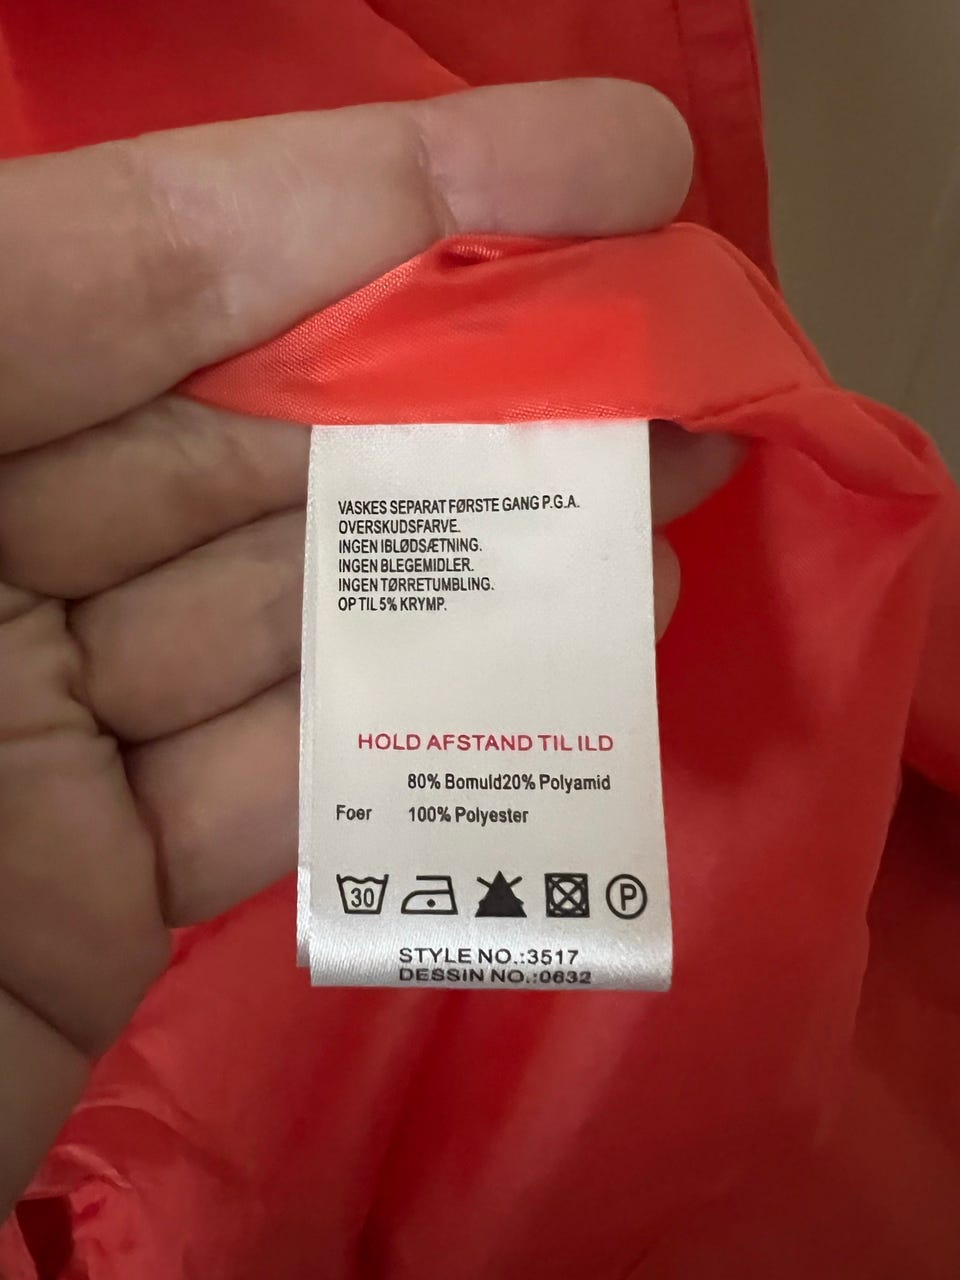 VASKES SEPARAT FØRSTE GANG P.G.A.
OVERSKUDSFARVE.
INGEN IBLØDSÆTNING.
INGEN BLEGEMIDLER.
INGEN TØRRETUMBLING.
OP TIL 5% KRYMP.
HOLD AFSTAND TIL ILD
80% Bomuld20% Polyamid
Foer 100% Polyester
30 P
STYLE NO.:3517
DESSIN NO.:0632